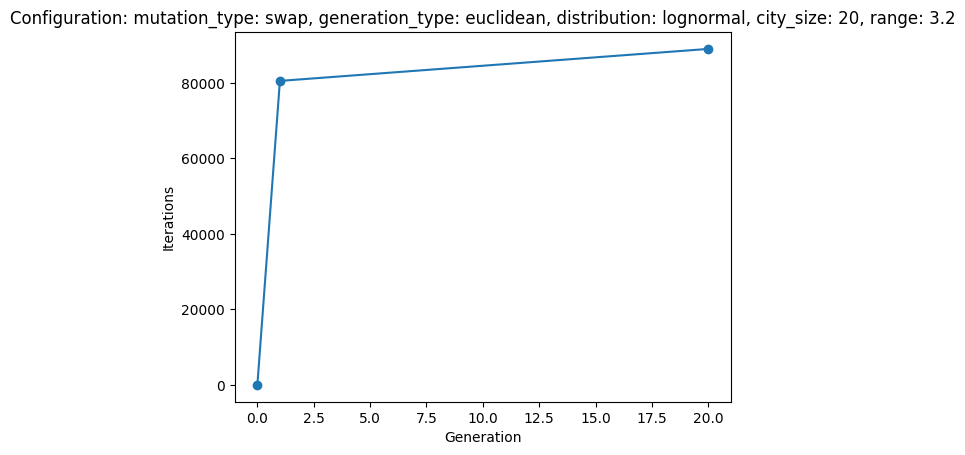 Configuration: mutation_type: swap, generation_type: euclidean, distribution: lognormal, city_size: 20, range: 3.2
80000
60000
40000
20000
0
Iterations
0.0 2.5 5.0 7.5 10.0 12.5 15.0 17.5 20.0
Generation